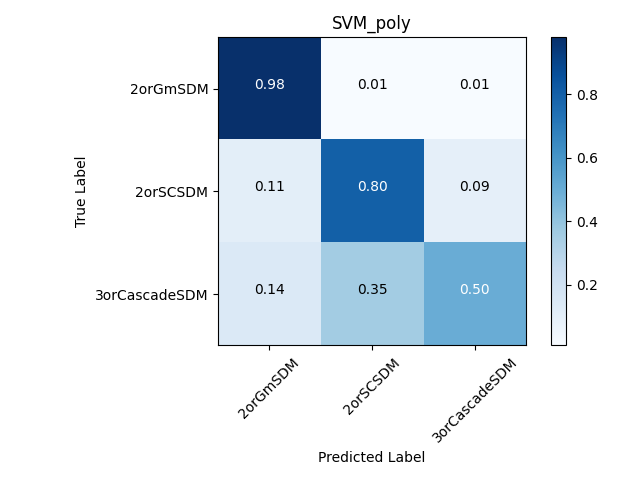 SVM_poly
2orGmSDM 0.98 0.01 0.01
2orSCSDM 0.11 0.80 0.09
3orCascadeSDM 0.14 0.35 0.50
True Label
2orGmSDM 2orSCSDM 3orCascadeSDM
Predicted Label
0.8
0.6
0.4
0.2